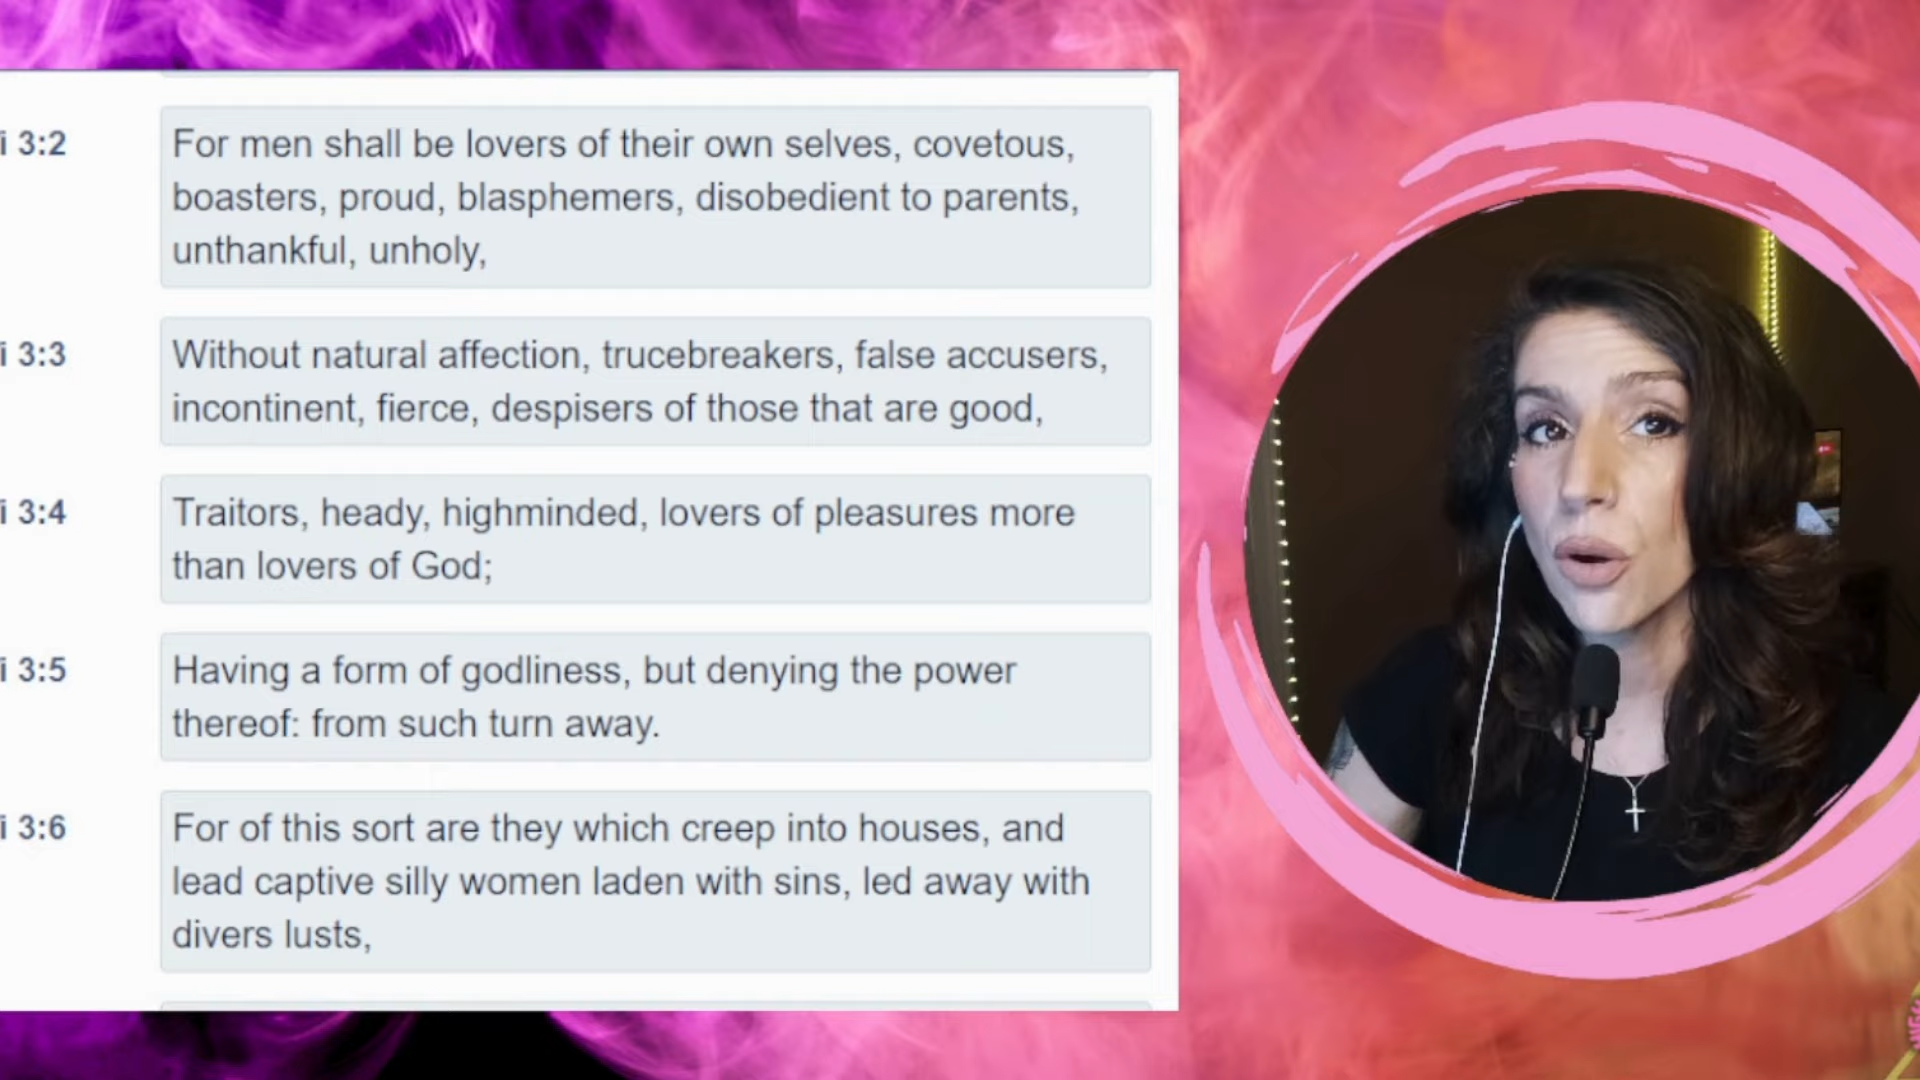 i 3:2
For men shall be lovers of their own selves, covetous,
boasters, proud, blasphemers, disobedient to parents,
unthankful, unholy,
i 3:3
Without natural affection, trucebreakers, false accusers,
incontinent, fierce, despisers of those that are good,
i 3:4
Traitors, heady, highminded, lovers of pleasures more
than lovers of God;
i 3:5
Having a form of godliness, but denying the power
thereof: from such turn away.
i 3:6
For of this sort are they which creep into houses, and
lead captive silly women laden with sins, led away with
divers lusts,